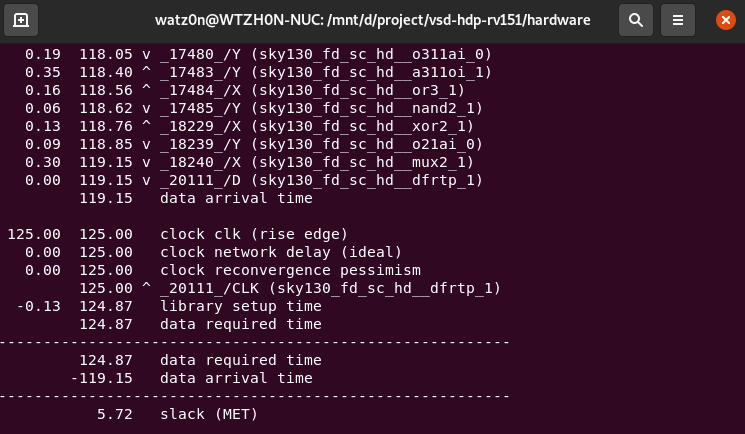 watz0n@WTZH0N-NUC: /mnt/d/project/vsd-hdp-rv151/hardware
0.19  118.05 v _17480_/Y (sky130_fd_sc_hd__o311ai_0)
0.35  118.40 ^ _17483_/Y (sky130_fd_sc_hd__a311oi_1)
0.16  118.56 ^ _17484_/X (sky130_fd_sc_hd__or3_1)
0.06  118.62 v _17485_/Y (sky130_fd_sc_hd__nand2_1)
0.13  118.76 ^ _18229_/X (sky130_fd_sc_hd__xor2_1)
0.09  118.85 v _18239_/Y (sky130_fd_sc_hd__o21ai_0)
0.30  119.15 v _18240_/X (sky130_fd_sc_hd__mux2_1)
0.00  119.15 v _20111_/D (sky130_fd_sc_hd__dfrtp_1)
119.15   data arrival time
125.00  125.00   clock clk (rise edge)
0.00  125.00   clock network delay (ideal)
0.00  125.00   clock reconvergence pessimism
125.00 ^ _20111_/CLK (sky130_fd_sc_hd__dfrtp_1)
-0.13  124.87   library setup time
124.87   data required time
---------------------------------------------------------
124.87   data required time
-119.15   data arrival time
---------------------------------------------------------
5.72   slack (MET)